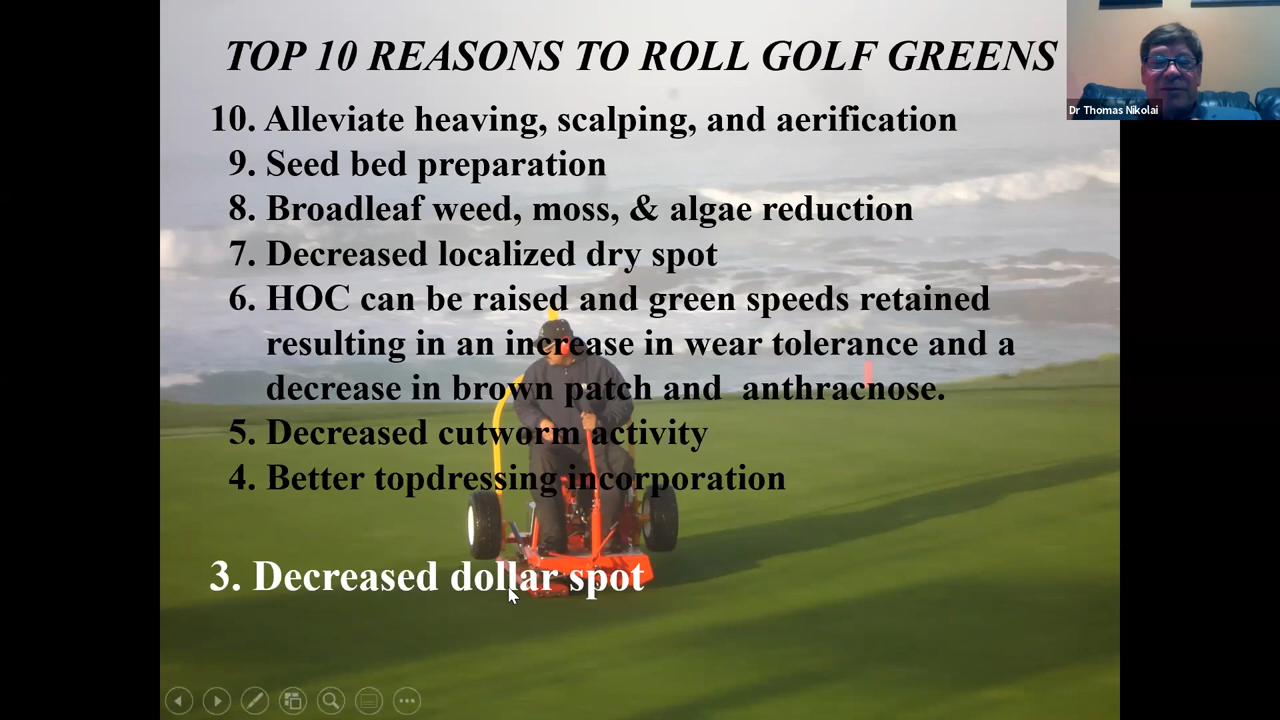 TOP 10 REASONS TO ROLL GOLF GREENS
Dr Thomas Nikolai
10. Alleviate heaving, scalping, and aerification
9. Seed bed preparation
8. Broadleaf weed, moss, & algae reduction
7. Decreased localized dry spot
6. HOC can be raised and green speeds retained
resulting in an increase in wear tolerance and a
decrease in brown patch and anthracnose.
5. Decreased cutworm activity
4. Better topdressing incorporation
3. Decreased dollar spot